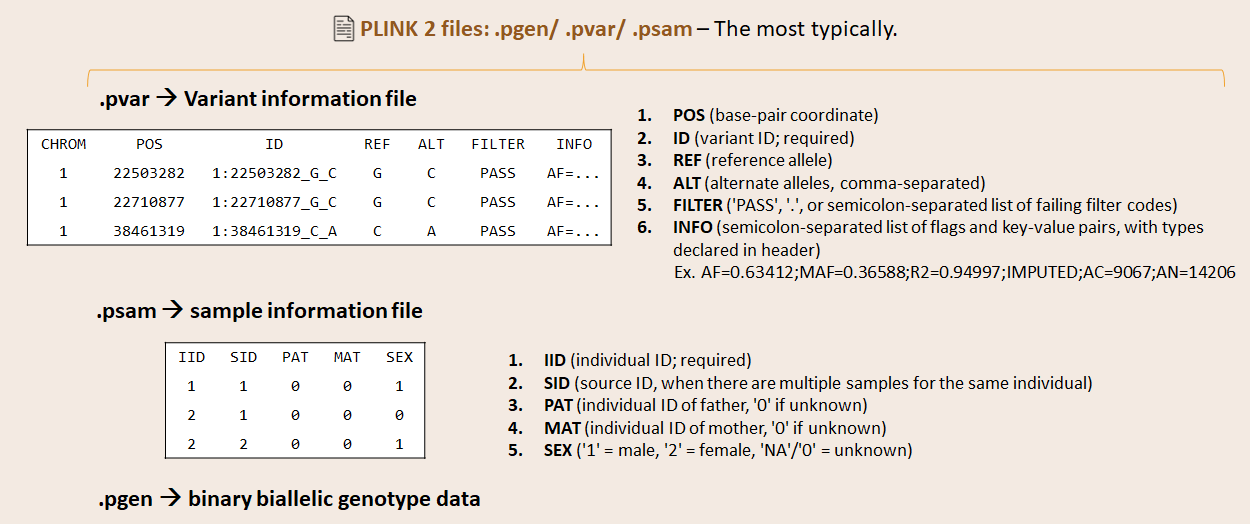 PLINK 2 files: .pgen/ .pvar/ .psam – The most typically.
.pvar → Variant information file
CHROM POS ID REF ALT FILTER INFO
1 22503282 1:22503282_G_C G C PASS AF=...
1 22710877 1:22710877_G_C G C PASS AF=...
1 38461319 1:38461319_C_A C A PASS AF=...
1. POS (base-pair coordinate)
2. ID (variant ID; required)
3. REF (reference allele)
4. ALT (alternate alleles, comma-separated)
5. FILTER ('PASS', '.', or semicolon-separated list of failing filter codes)
6. INFO (semicolon-separated list of flags and key-value pairs, with types
declared in header)
Ex. AF=0.63412;MAF=0.36588;R2=0.94997;IMPUTED;AC=9067;AN=14206
.psam → sample information file
IID SID PAT MAT SEX
1 1 0 0 1
2 1 0 0 0
2 2 0 0 1
1. IID (individual ID; required)
2. SID (source ID, when there are multiple samples for the same individual)
3. PAT (individual ID of father, '0' if unknown)
4. MAT (individual ID of mother, '0' if unknown)
5. SEX ('1' = male, '2' = female, 'NA'/'0' = unknown)
.pgen → binary biallelic genotype data